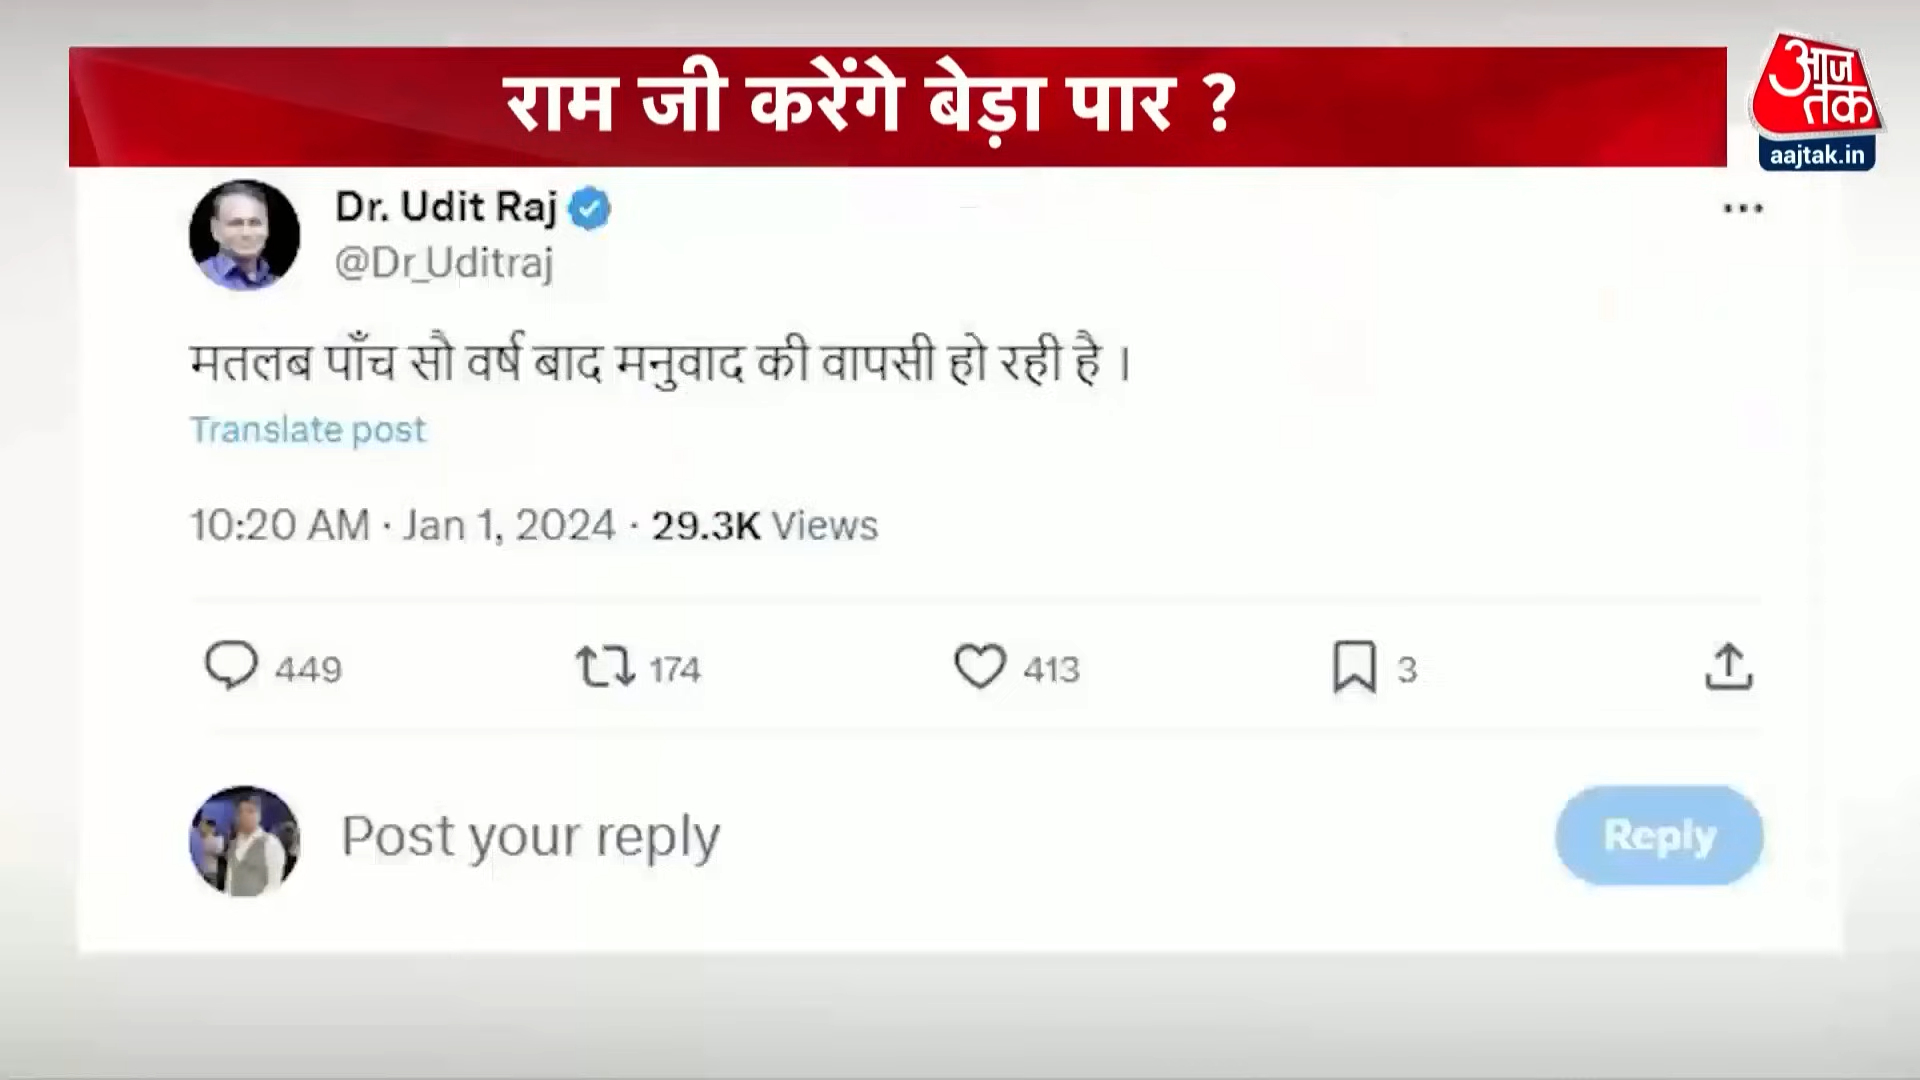 राम जी करेंगे बेड़ा पार ?
आज
तक
aajtak.in
Dr. Udit Raj
@Dr_Uditraj
मतलब पाँच सौ वर्ष बाद मनुवाद की वापसी हो रही है ।
Translate post
10:20 AM · Jan 1, 2024 · 29.3K Views
449 174 413 3
Post your reply
Reply